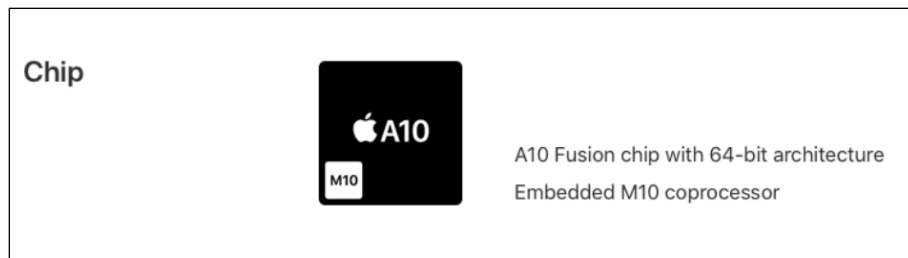 Chip
A10
M10
A10 Fusion chip with 64-bit architecture
Embedded M10 coprocessor